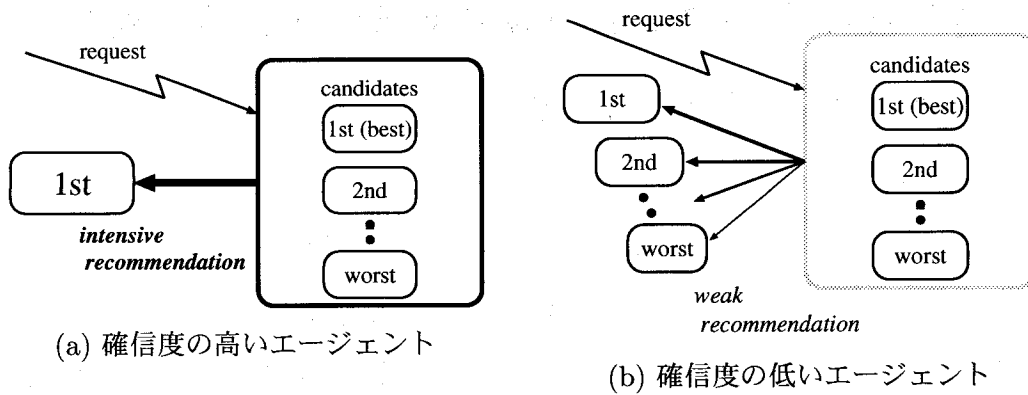 request
candidates
1st (best)
2nd
worst
1st
intensive
recommendation
(a) 確信度の高いエージェント
request
candidates
1st (best)
2nd
worst
1st
2nd
worst
weak
recommendation
(b) 確信度の低いエージェント